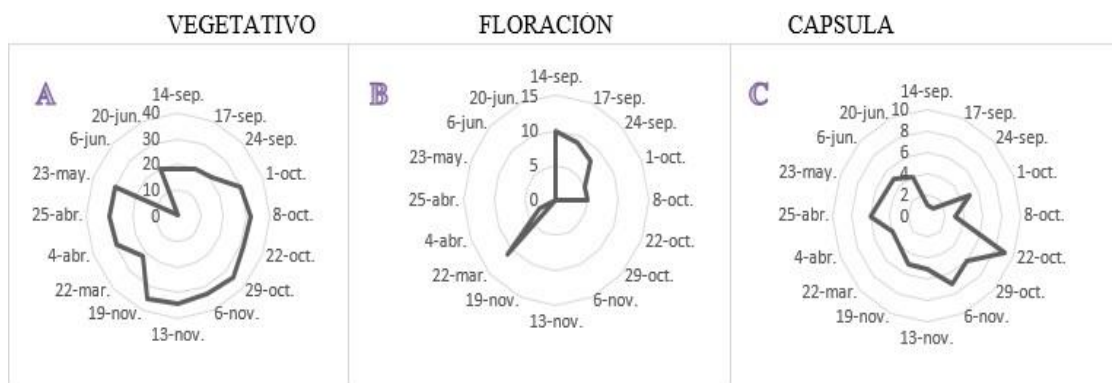 VEGETATIVO
FLORACIÓN
CAPSULA
A
14-sep.
17-sep.
24-sep.
1-oct.
8-oct.
22-oct.
29-oct.
6-nov.
13-nov.
19-nov.
22-mar.
4-abr.
25-abr.
23-may.
6-jun.
20-jun.
40
30
20
10
0
B
14-sep.
17-sep.
24-sep.
1-oct.
8-oct.
22-oct.
29-oct.
6-nov.
13-nov.
19-nov.
22-mar.
4-abr.
25-abr.
23-may.
6-jun.
20-jun.
15
10
5
0
C
14-sep.
17-sep.
24-sep.
1-oct.
8-oct.
22-oct.
29-oct.
6-nov.
13-nov.
19-nov.
22-mar.
4-abr.
25-abr.
23-may.
6-jun.
20-jun.
10
8
6
4
2
0